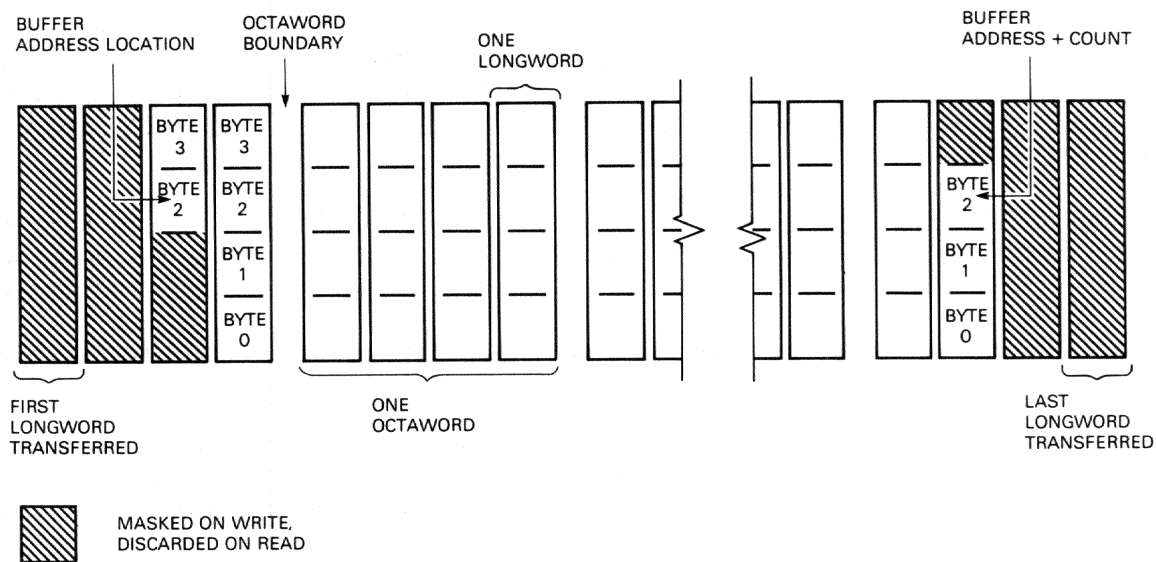 BUFFER
ADDRESS LOCATION
OCTAWORD
BOUNDARY
ONE
LONGWORD
BUFFER
ADDRESS + COUNT
BYTE
3
BYTE
2
BYTE
3
BYTE
2
BYTE
1
BYTE
0
BYTE
2
BYTE
1
BYTE
0
FIRST
LONGWORD
TRANSFERRED
ONE
OCTAWORD
LAST
LONGWORD
TRANSFERRED
MASKED ON WRITE,
DISCARDED ON READ